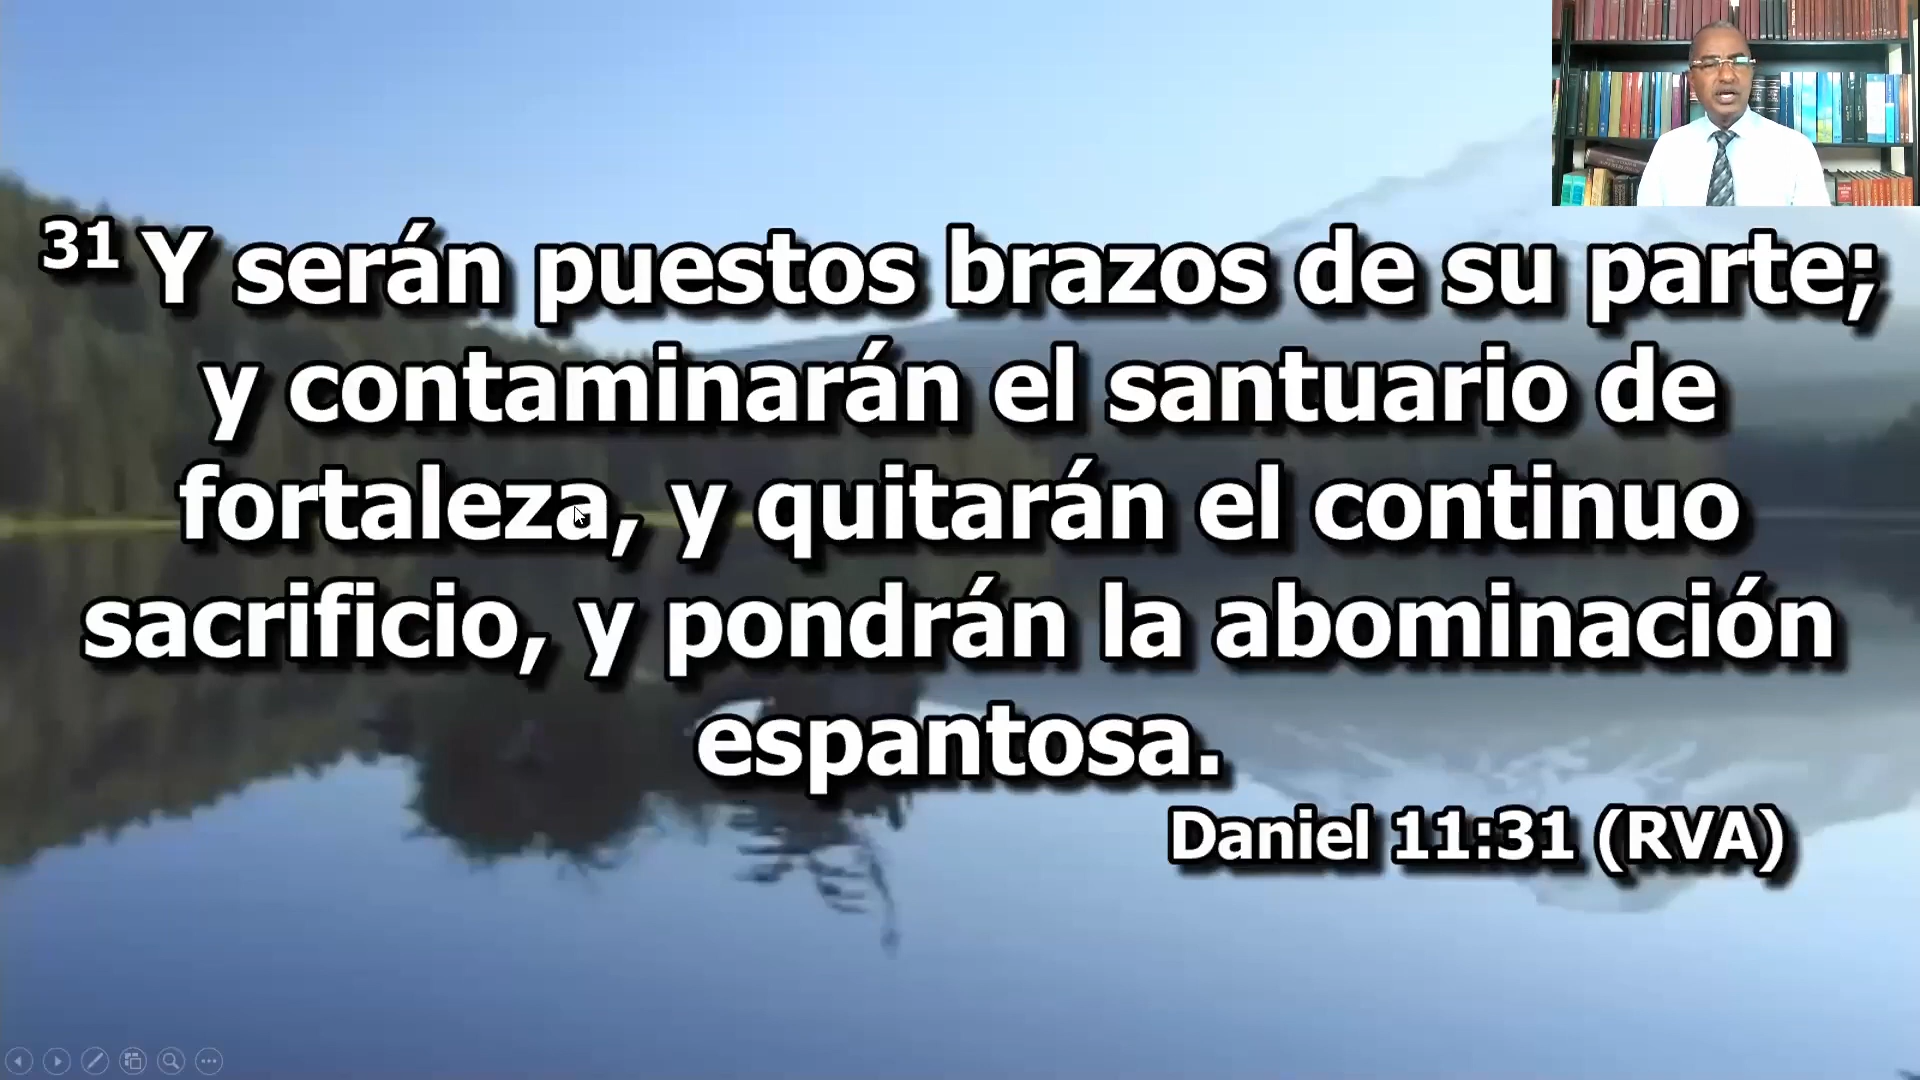 31 Y serán puestos brazos de su parte;
y contaminarán el santuario de
fortaleza, y quitarán el continuo
sacrificio, y pondrán la abominación
espantosa.
Daniel 11:31 (RVA)